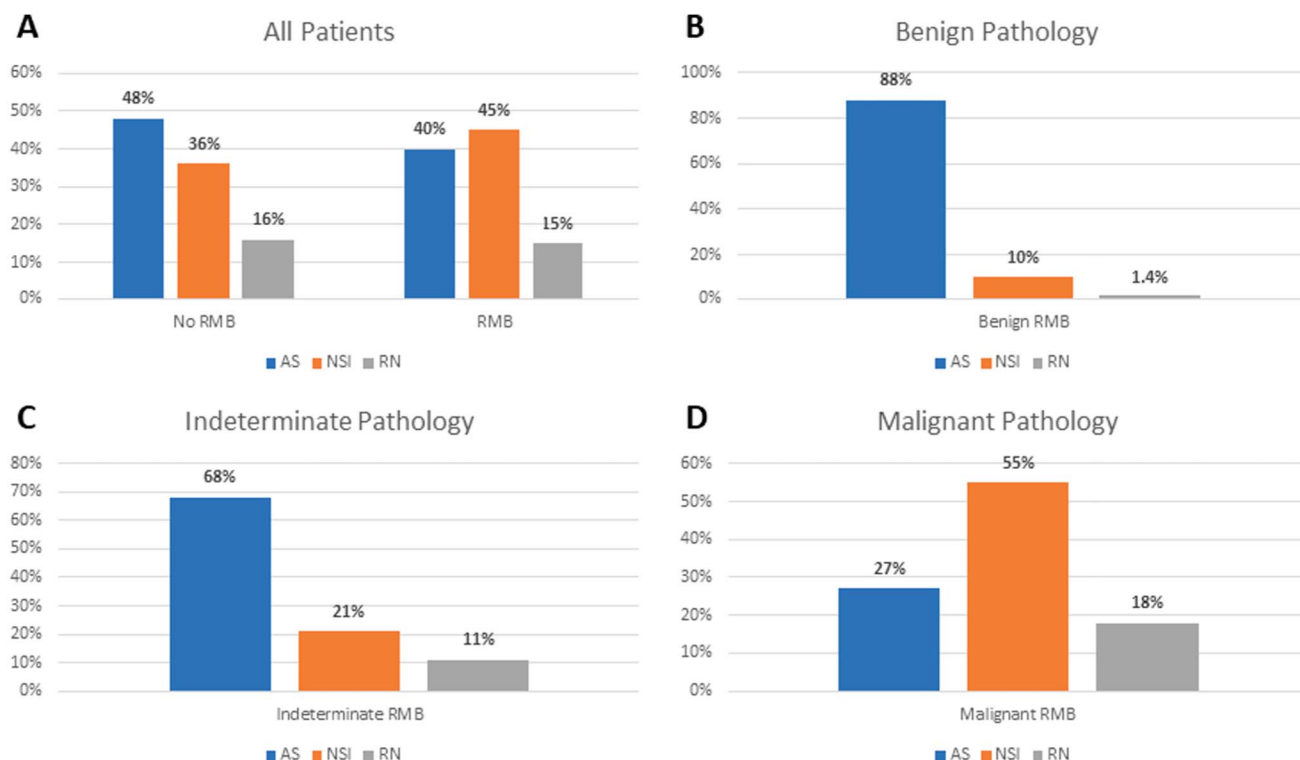 A
All Patients
60%
50%
40%
30%
20%
10%
0%
48%
36%
16%
40%
45%
15%
No RMB
RMB
AS NSI RN
B
Benign Pathology
100%
80%
60%
40%
20%
0%
88%
10%
1.4%
Benign RMB
AS NSI RN
C
Indeterminate Pathology
80%
70%
60%
50%
40%
30%
20%
10%
0%
68%
21%
11%
Indeterminate RMB
AS NSI RN
D
Malignant Pathology
60%
50%
40%
30%
20%
10%
0%
27%
55%
18%
Malignant RMB
AS NSI RN